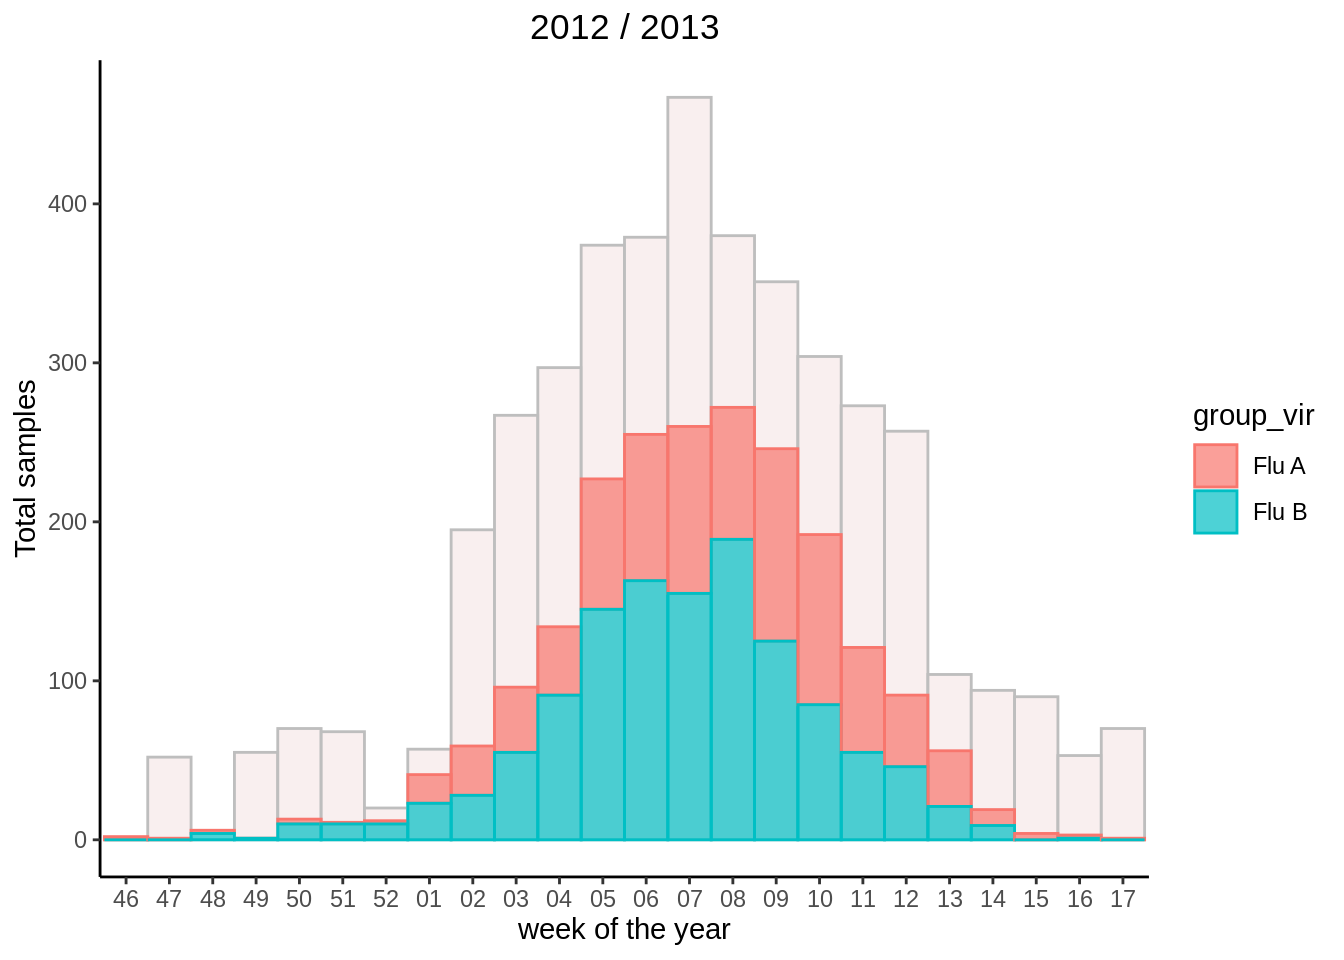 2012 / 2013
Total samples
400
300
200
100
0
46 47 48 49 50 51 52 01 02 03 04 05 06 07 08 09 10 11 12 13 14 15 16 17
week of the year
group_vir
Flu A
Flu B